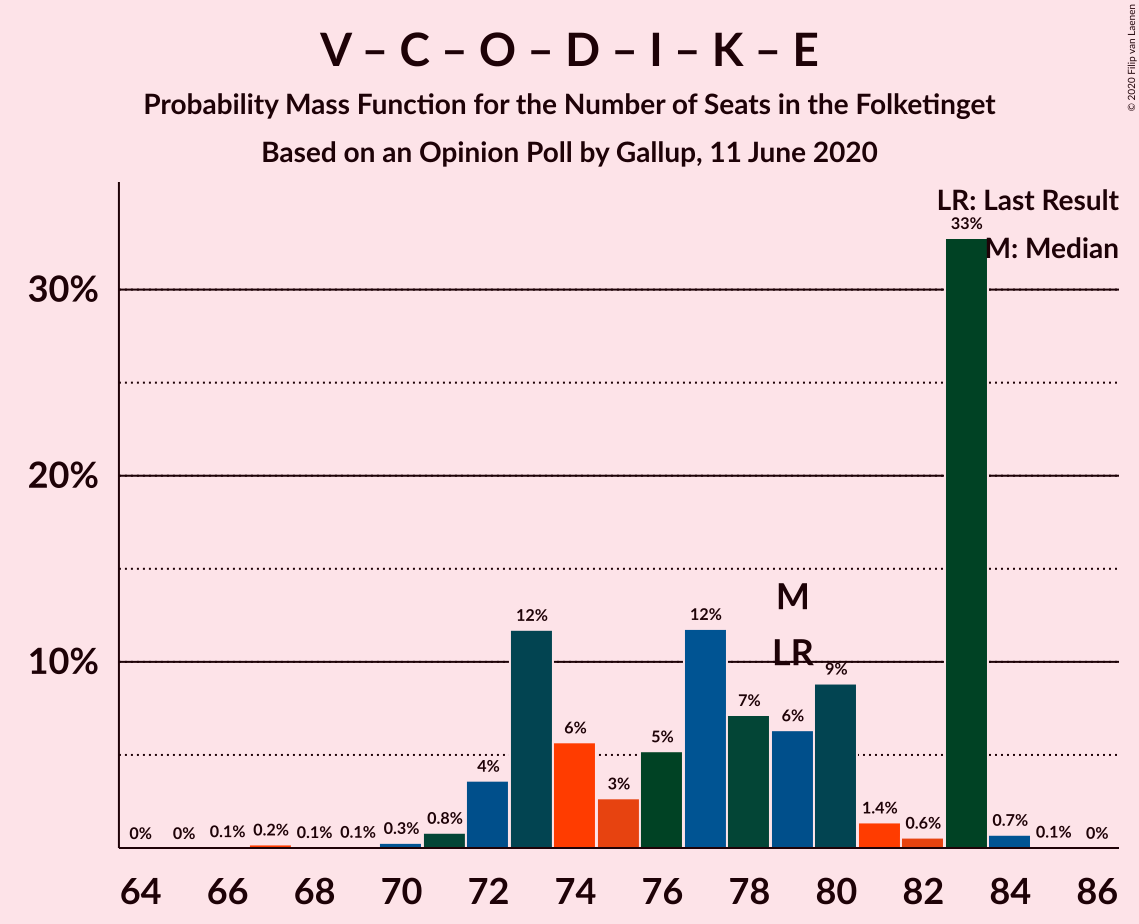 V – C – O – D – I – K – E
Probability Mass Function for the Number of Seats in the Folketinget
Based on an Opinion Poll by Gallup, 11 June 2020
© 2020 Filip van Laenen
LR: Last Result
M: Median
30%
20%
10%
M
LR
0%
0%
0.1%
0.2%
0.1%
0.1%
0.3%
0.8%
4%
12%
6%
3%
5%
12%
7%
6%
9%
1.4%
0.6%
33%
0.7%
0.1%
0%
64 66 68 70 72 74 76 78 80 82 84 86